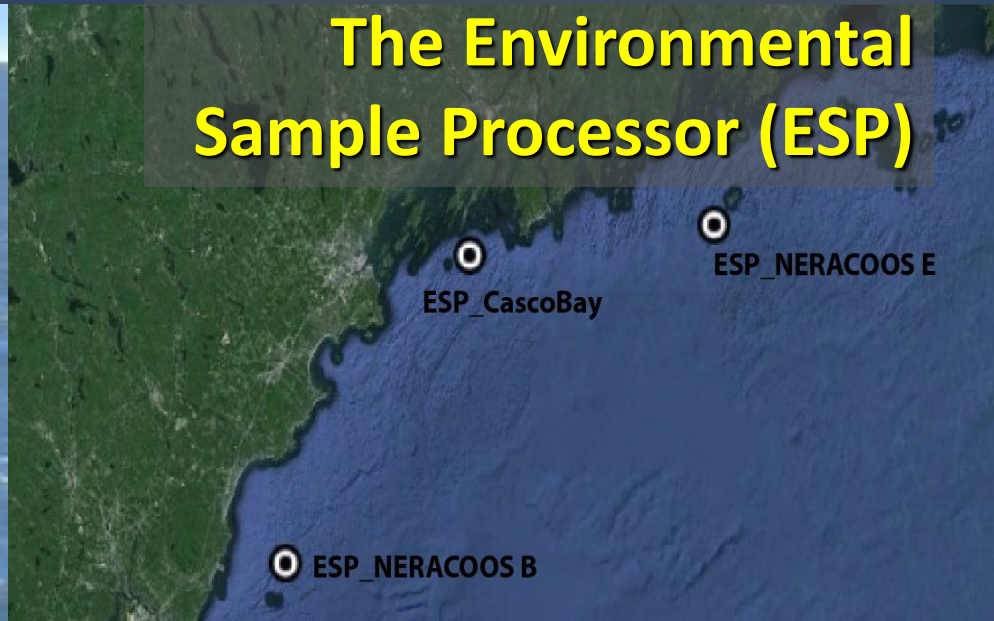 The Environmental
Sample Processor (ESP)
ESP_NERACOOS E
ESP_CascoBay
ESP_NERACOOS B